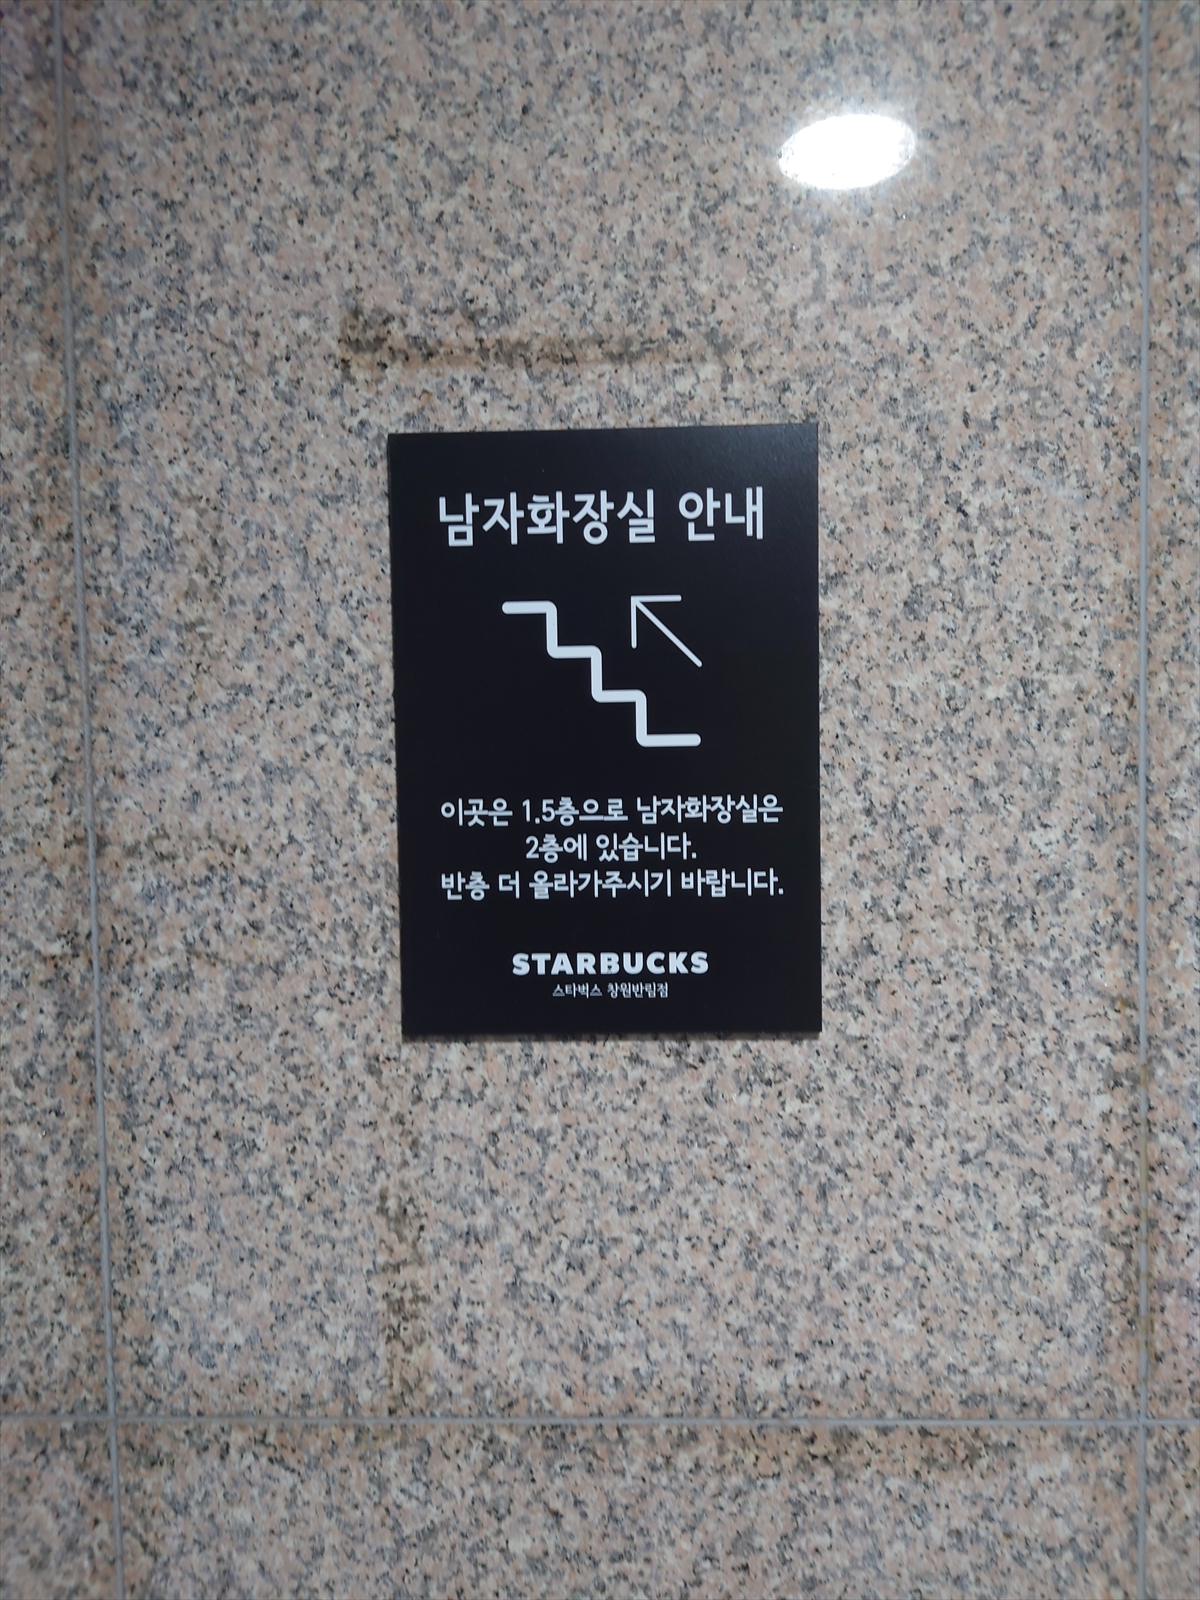 남자화장실 안내
이곳은 1.5층으로 남자화장실은
2층에 있습니다.
반층 더 올라가주시기 바랍니다.
STARBUCKS
스타벅스 창원반림점